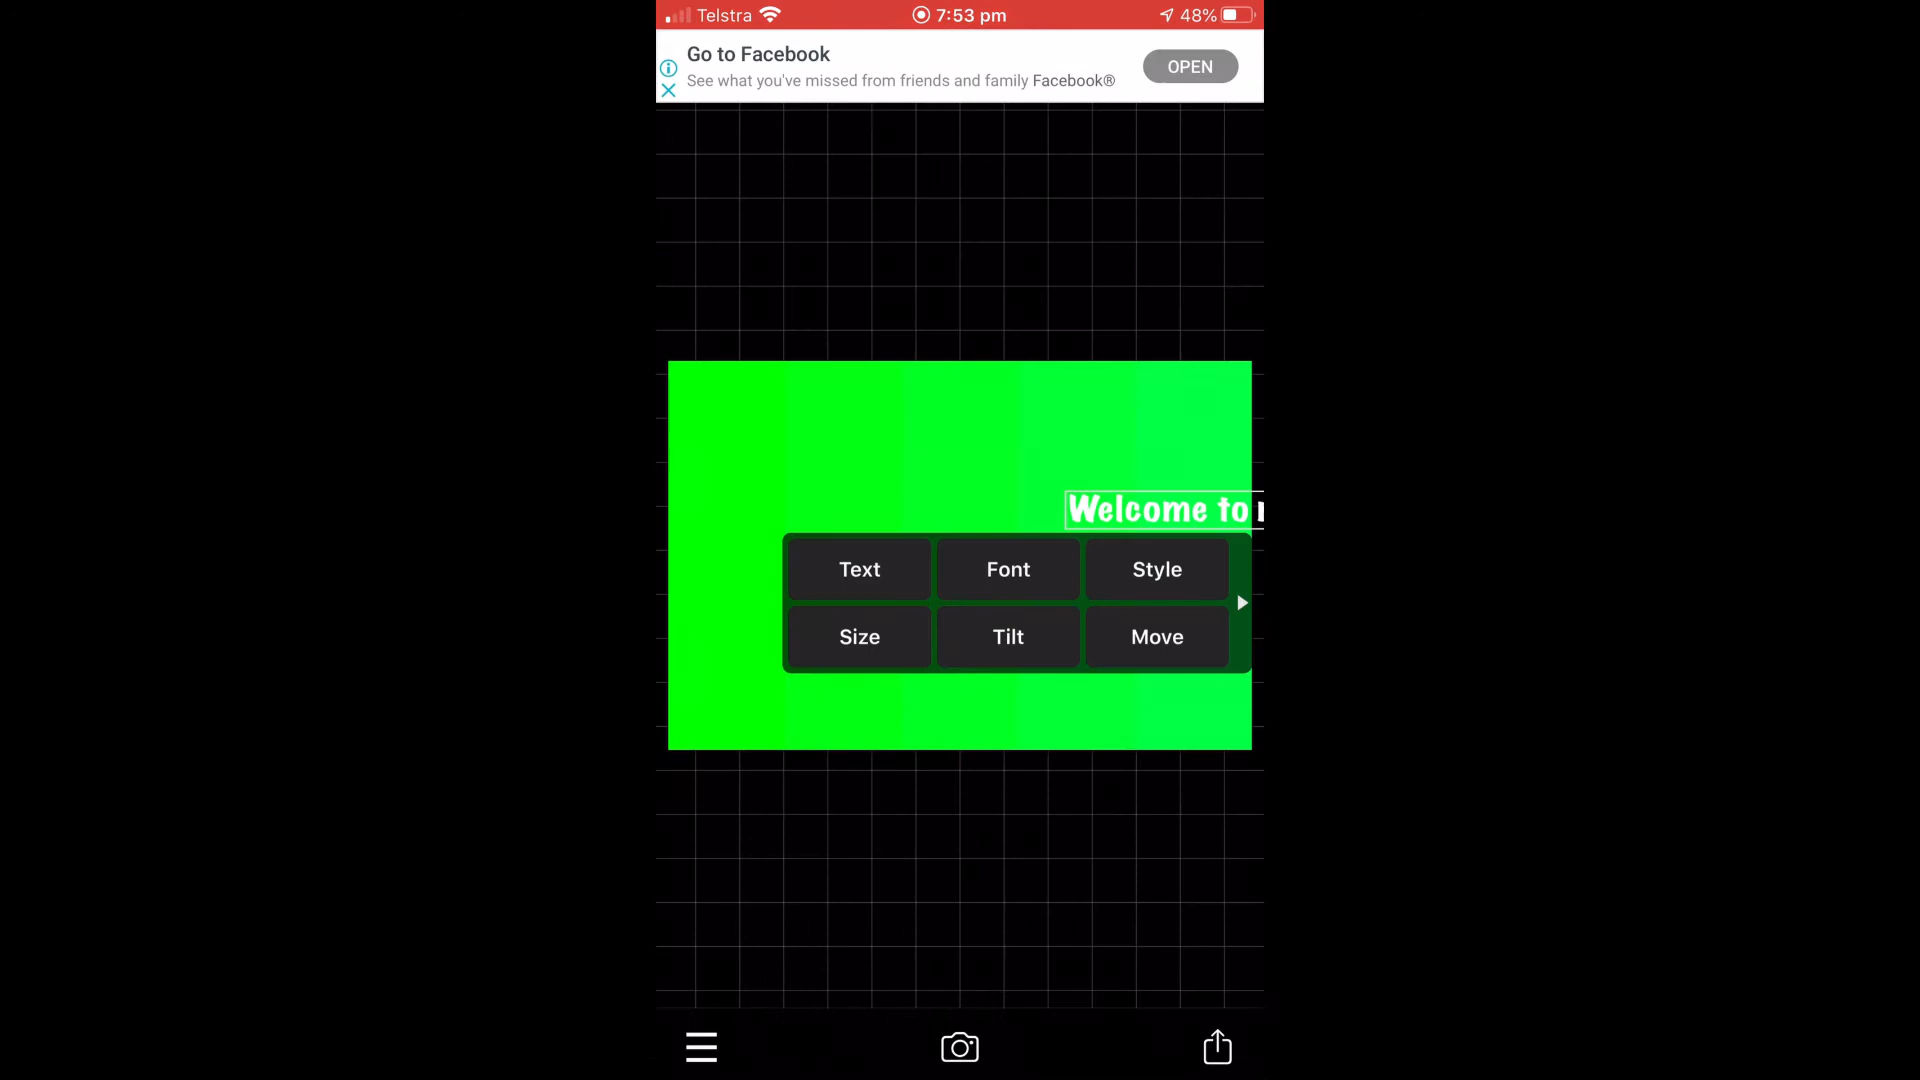 Telstra 7:53 pm 48%
Go to Facebook
See what you've missed from friends and family Facebook®
OPEN
Welcome to
Text Font Style
Size Tilt Move